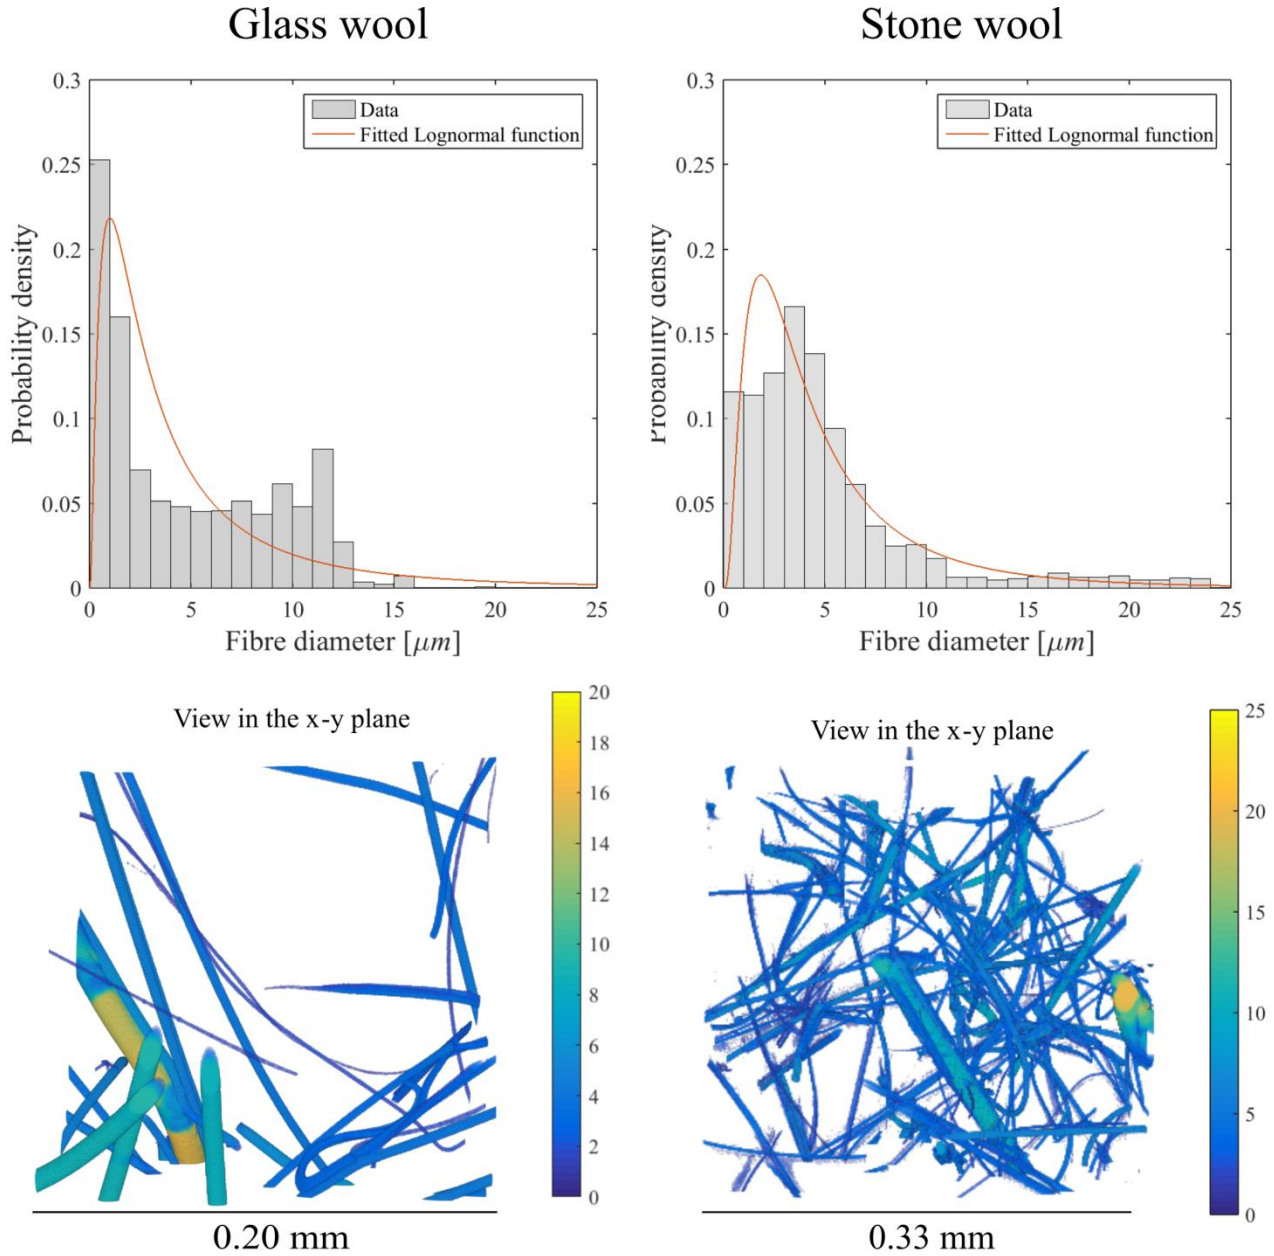 Glass wool
Stone wool
0.3
0.25
0.2
0.15
0.1
0.05
0
Probability density
Data
Fitted Lognormal function
0 5 10 15 20 25
Fibre diameter [μm]
0.3
0.25
0.2
0.15
0.1
0.05
0
Probability density
Data
Fitted Lognormal function
0 5 10 15 20 25
Fibre diameter [μm]
View in the x-y plane
20
18
16
14
12
10
8
6
4
2
0
0.20 mm
View in the x-y plane
25
20
15
10
5
0
0.33 mm